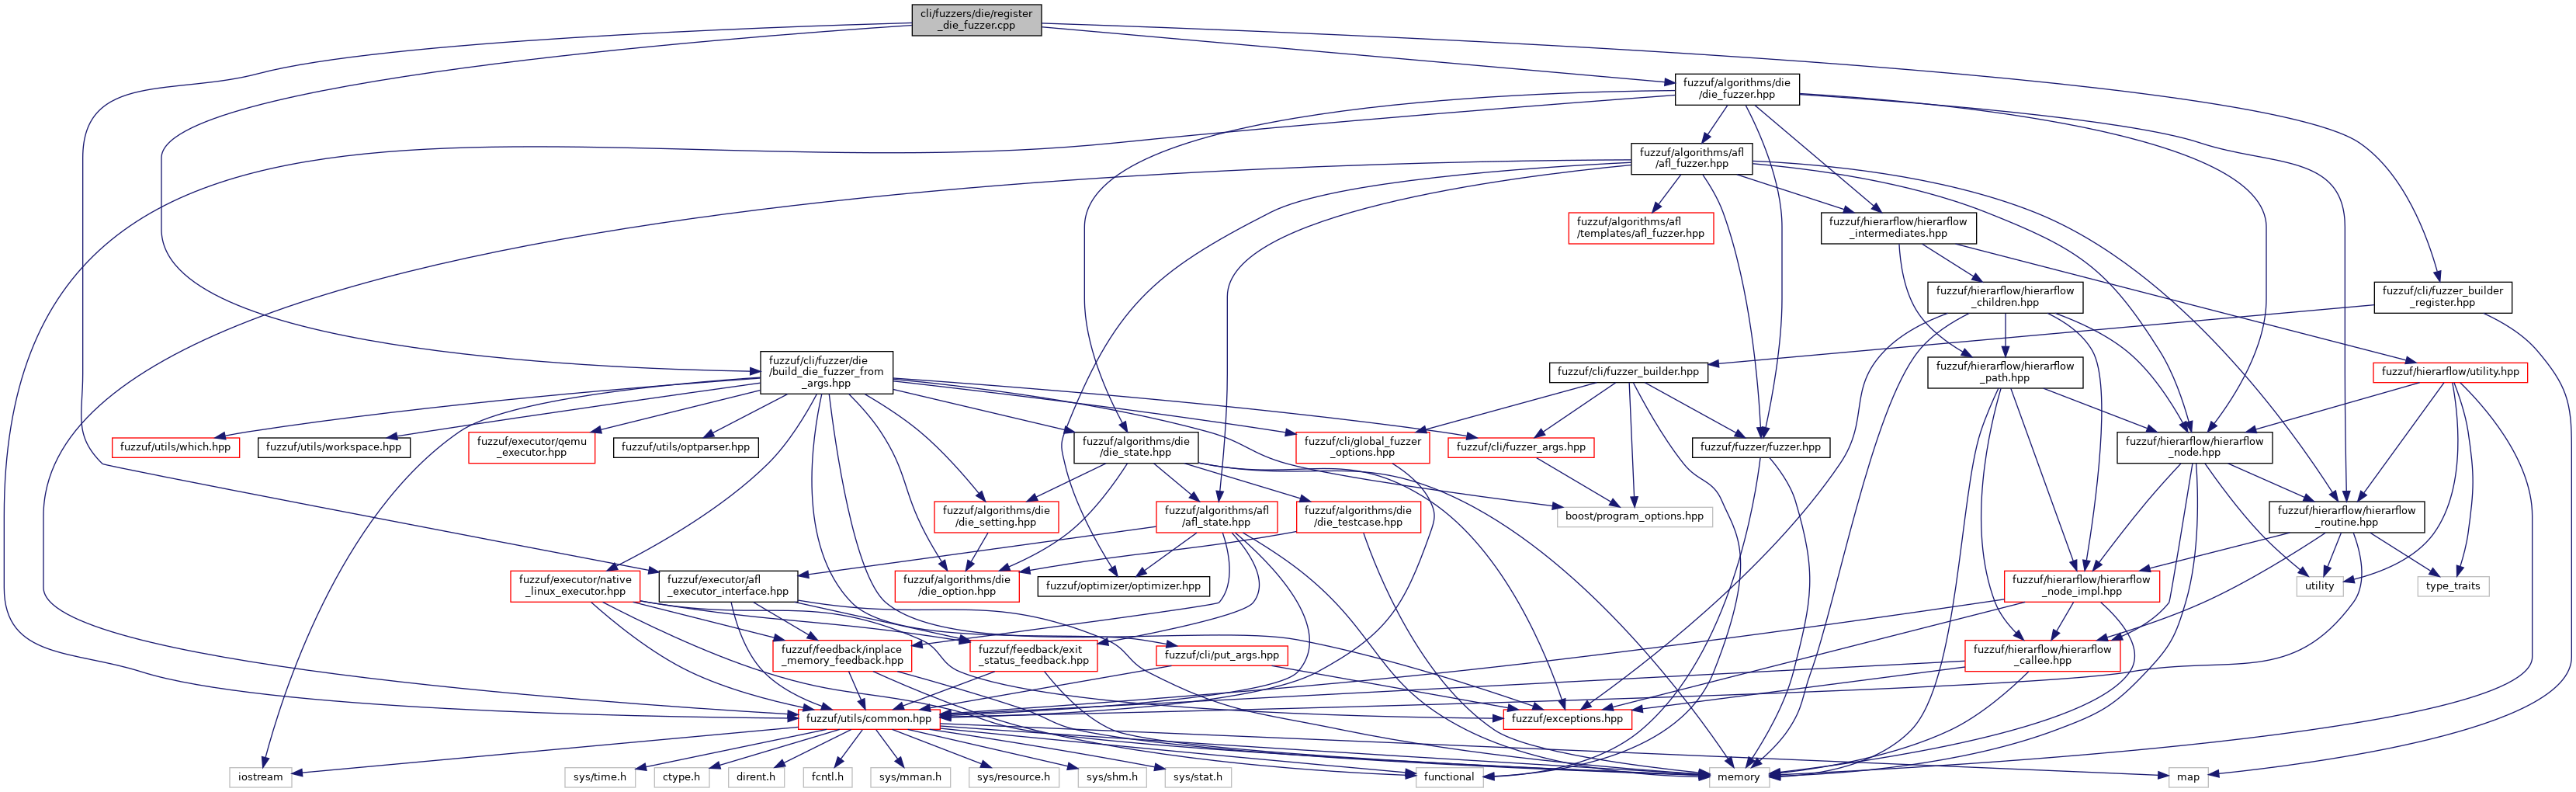 cli/fuzzers/die/register
_die_fuzzer.cpp
fuzzuf/algorithms/die
/die_fuzzer.hpp
fuzzuf/algorithms/afl
/afl_fuzzer.hpp
fuzzuf/algorithms/afl
/templates/afl_fuzzer.hpp
fuzzuf/hierarflow/hierarflow
_intermediates.hpp
fuzzuf/hierarflow/hierarflow
_children.hpp
fuzzuf/cli/fuzzer_builder
_register.hpp
fuzzuf/cli/fuzzer/die
/build_die_fuzzer_from
_args.hpp
fuzzuf/cli/fuzzer_builder.hpp
fuzzuf/hierarflow/hierarflow
_path.hpp
fuzzuf/hierarflow/utility.hpp
fuzzuf/utils/which.hpp
fuzzuf/utils/workspace.hpp
fuzzuf/executor/qemu
_executor.hpp
fuzzuf/utils/optparser.hpp
fuzzuf/algorithms/die
/die_state.hpp
fuzzuf/cli/global_fuzzer
_options.hpp
fuzzuf/cli/fuzzer_args.hpp
fuzzuf/fuzzer/fuzzer.hpp
fuzzuf/hierarflow/hierarflow
_node.hpp
fuzzuf/algorithms/die
/die_setting.hpp
fuzzuf/algorithms/afl
/afl_state.hpp
fuzzuf/algorithms/die
/die_testcase.hpp
boost/program_options.hpp
fuzzuf/hierarflow/hierarflow
_routine.hpp
fuzzuf/executor/native
_linux_executor.hpp
fuzzuf/executor/afl
_executor_interface.hpp
fuzzuf/algorithms/die
/die_option.hpp
fuzzuf/optimizer/optimizer.hpp
fuzzuf/hierarflow/hierarflow
_node_impl.hpp
utility
type_traits
fuzzuf/feedback/inplace
_memory_feedback.hpp
fuzzuf/feedback/exit
_status_feedback.hpp
fuzzuf/cli/put_args.hpp
fuzzuf/hierarflow/hierarflow
_callee.hpp
fuzzuf/utils/common.hpp
fuzzuf/exceptions.hpp
iostream
sys/time.h
ctype.h
dirent.h
fcntl.h
sys/mman.h
sys/resource.h
sys/shm.h
sys/stat.h
functional
memory
map